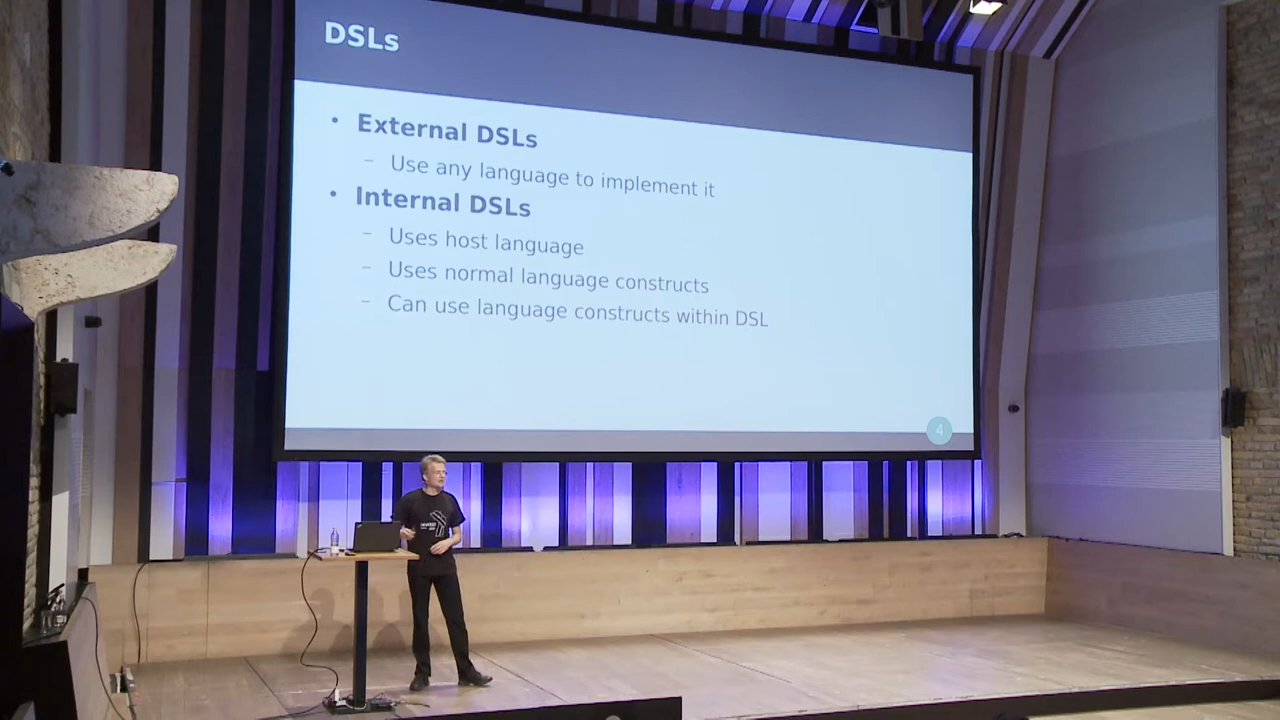 DSLs
• External DSLs
– Use any language to implement it
• Internal DSLs
– Uses host language
– Uses normal language constructs
– Can use language constructs within DSL
4